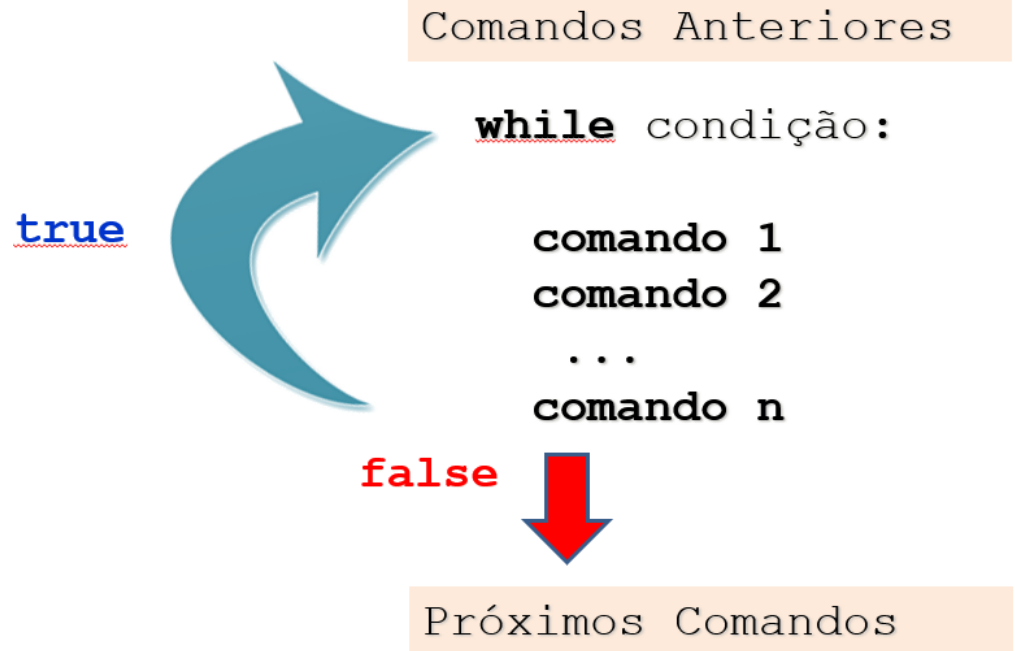 Comandos Anteriores
while condição:
true
comando 1
comando 2
...
comando n
false
Próximos Comandos